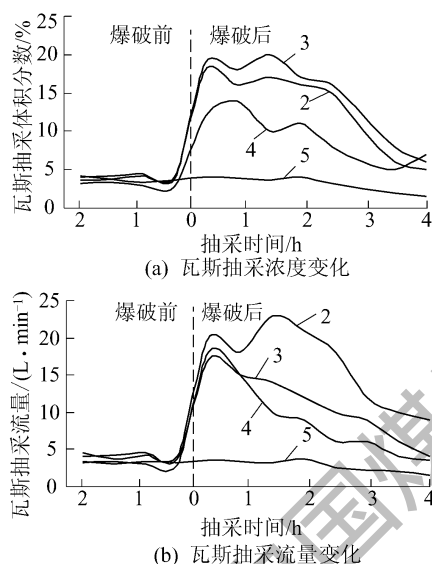 瓦斯抽采体积分数/%
爆破前 爆破后
25
20
15
10
5
0
3
2
4
5
2 1 0 1 2 3 4
抽采时间/h
(a) 瓦斯抽采浓度变化
瓦斯抽采流量/(L·min⁻¹)
爆破前 爆破后
25
20
15
10
5
0
2
3
4
5
2 1 0 1 2 3 4
抽采时间/h
(b) 瓦斯抽采流量变化
国煤